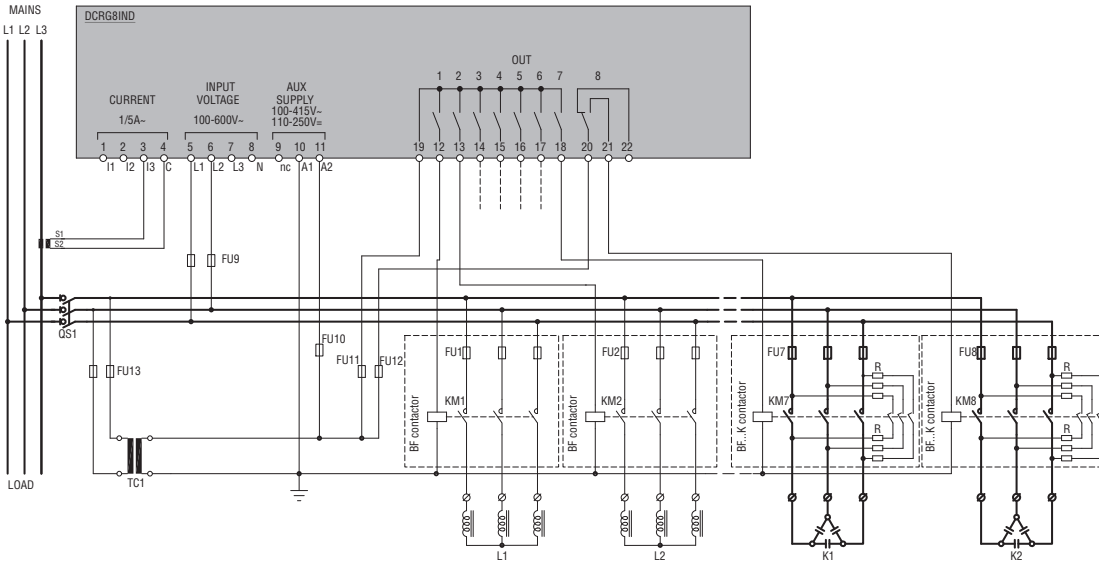 MAINS
L1 L2 L3
DCRG8IND
OUT
1 2 3 4 5 6 7 8
CURRENT
1/5A~
INPUT
VOLTAGE
100-600V~
AUX
SUPPLY
100-415V~
110-250V=
1 2 3 4 5 6 7 8 9 10 11 19 12 13 14 15 16 17 18 20 21 22
I1 I2 I3 C L1 L2 L3 N nc A1 A2
S1
S2
FU9
QS1
FU10
FU11 FU12
FU13
FU1 FU2 FU7 FU8
R R
KM1 KM2 KM7 KM8
BF contactor
BF contactor
BF...K contactor
BF...K contactor
R R
LOAD
TC1
L1 L2 K1 K2